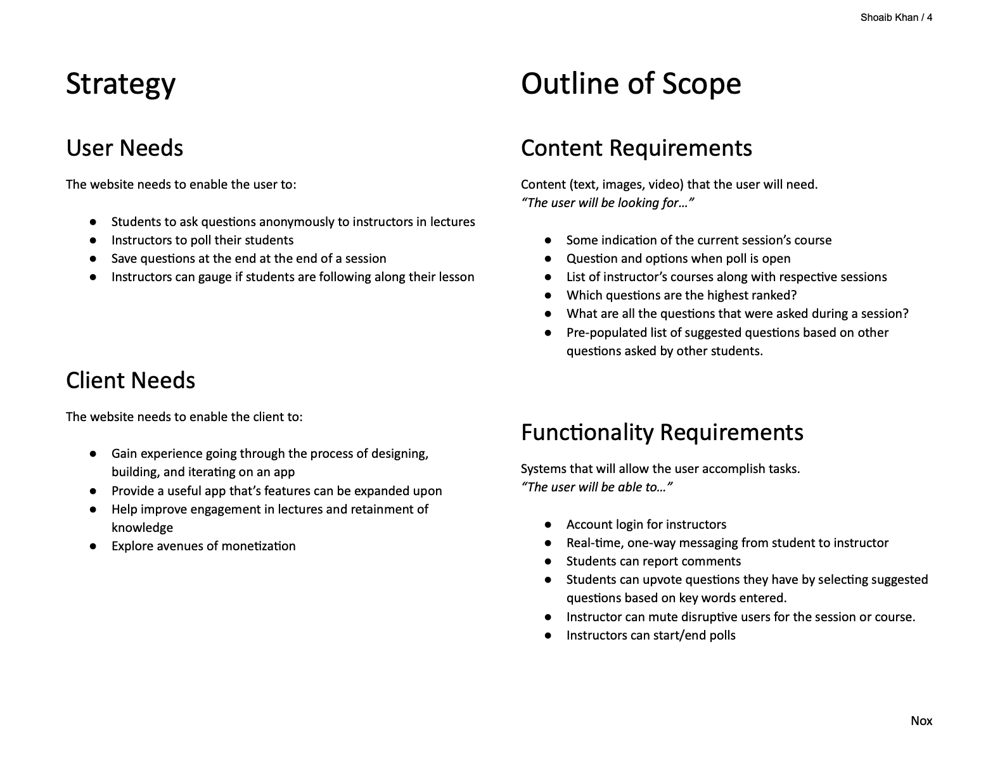 Shoaib Khan / 4
Strategy
User Needs
The website needs to enable the user to:
● Students to ask questions anonymously to instructors in lectures
● Instructors to poll their students
● Save questions at the end at the end of a session
● Instructors can gauge if students are following along their lesson
Client Needs
The website needs to enable the client to:
● Gain experience going through the process of designing,
building, and iterating on an app
● Provide a useful app that’s features can be expanded upon
● Help improve engagement in lectures and retainment of
knowledge
● Explore avenues of monetization
Outline of Scope
Content Requirements
Content (text, images, video) that the user will need.
“The user will be looking for…”
● Some indication of the current session’s course
● Question and options when poll is open
● List of instructor’s courses along with respective sessions
● Which questions are the highest ranked?
● What are all the questions that were asked during a session?
● Pre-populated list of suggested questions based on other
questions asked by other students.
Functionality Requirements
Systems that will allow the user accomplish tasks.
“The user will be able to…”
● Account login for instructors
● Real-time, one-way messaging from student to instructor
● Students can report comments
● Students can upvote questions they have by selecting suggested
questions based on key words entered.
● Instructor can mute disruptive users for the session or course.
● Instructors can start/end polls
Nox